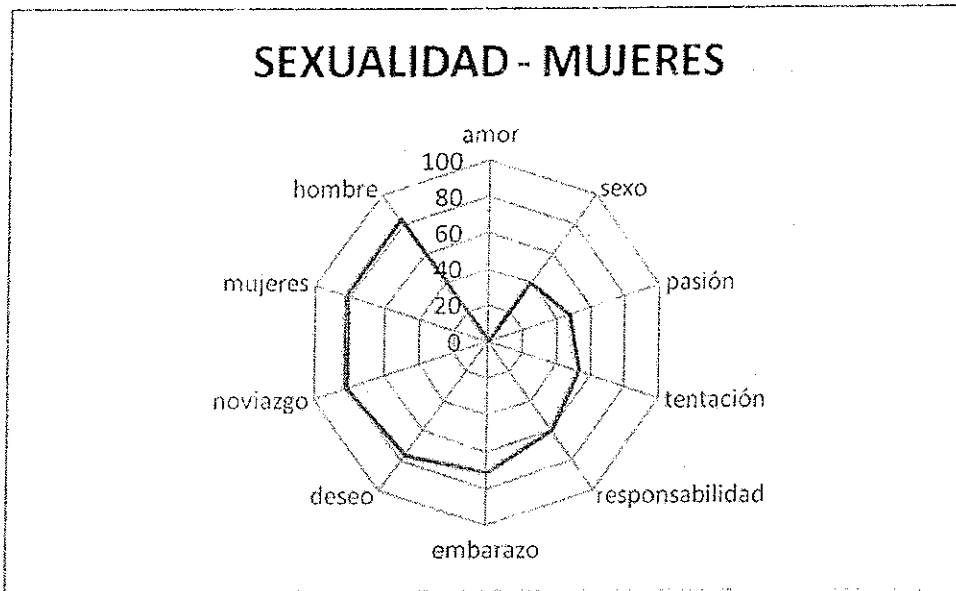 SEXUALIDAD - MUJERES
amor
100
hombre
sexo
80
60
mujeres
pasión
40
20
0
noviazgo
tentación
deseo
responsabilidad
embarazo